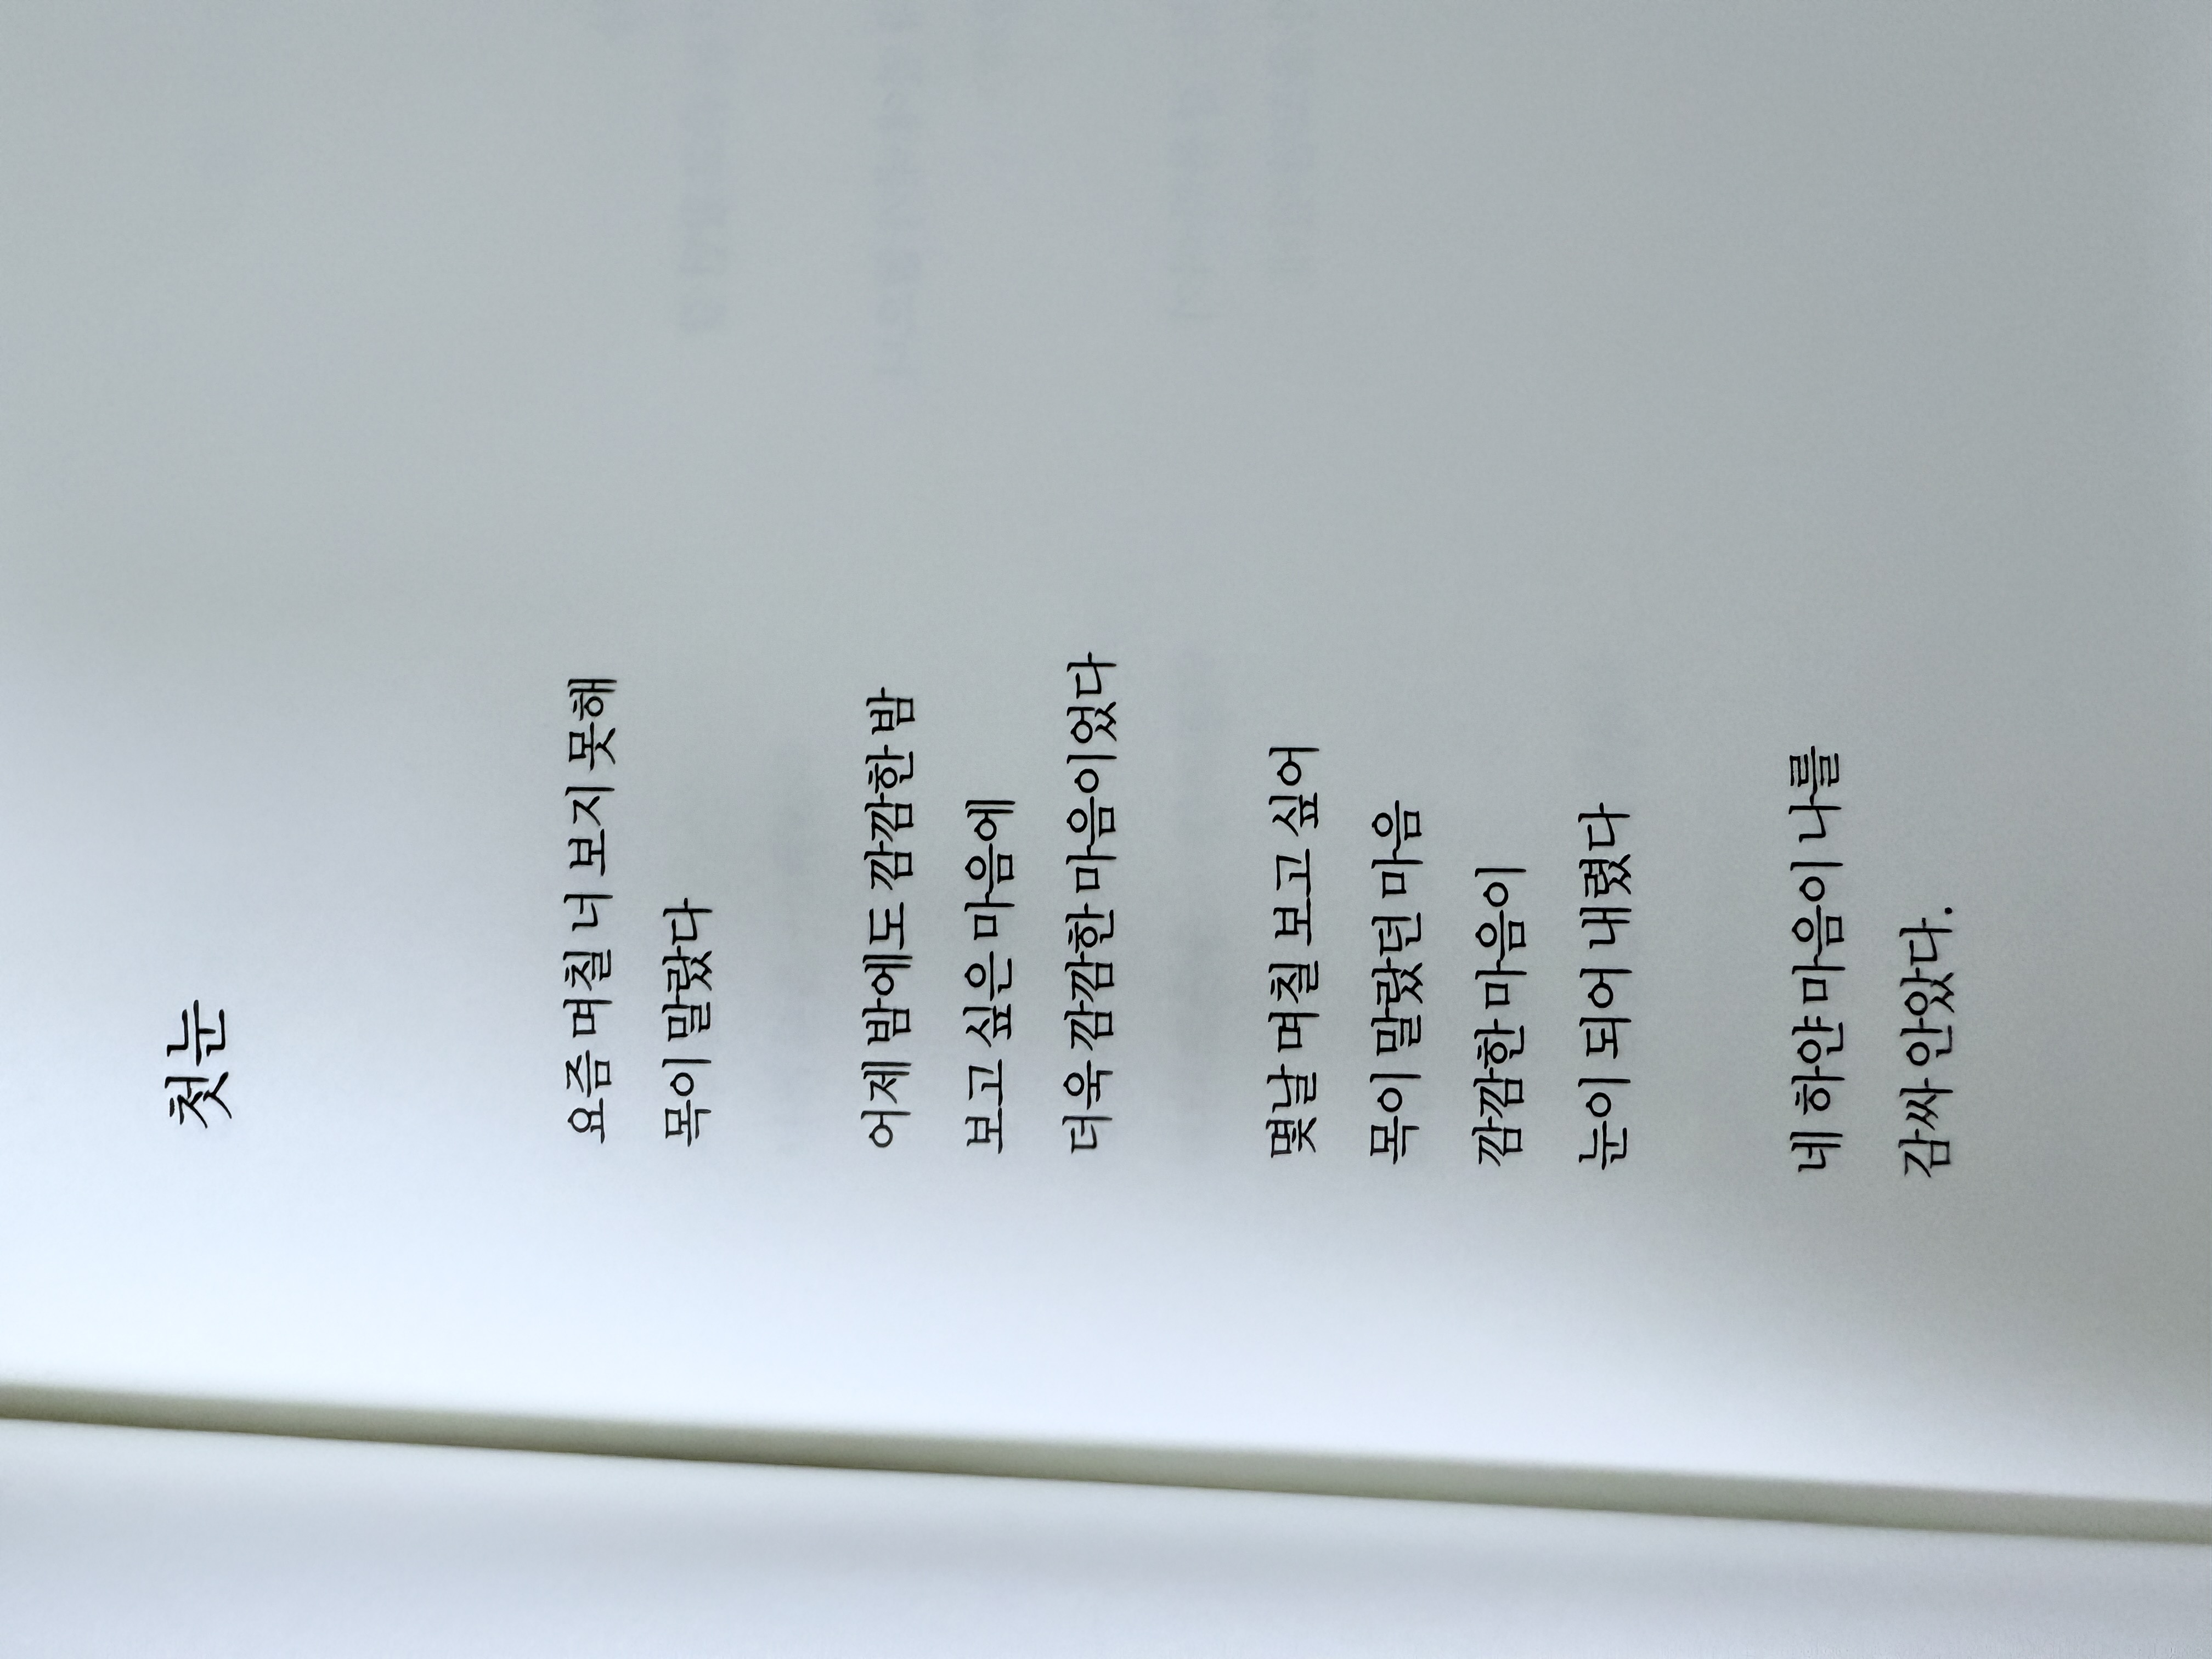 첫눈
요즘 며칠 너 보지 못해
목이 말랐다
어제 밤에도 깜깜한 밤
보고 싶은 마음에
더욱 깜깜한 마음이었다
몇날 며칠 보고 싶어
목이 말랐던 마음
깜깜한 마음이
눈이 되어 내렸다
네 하얀 마음이 나를
감싸 안았다.